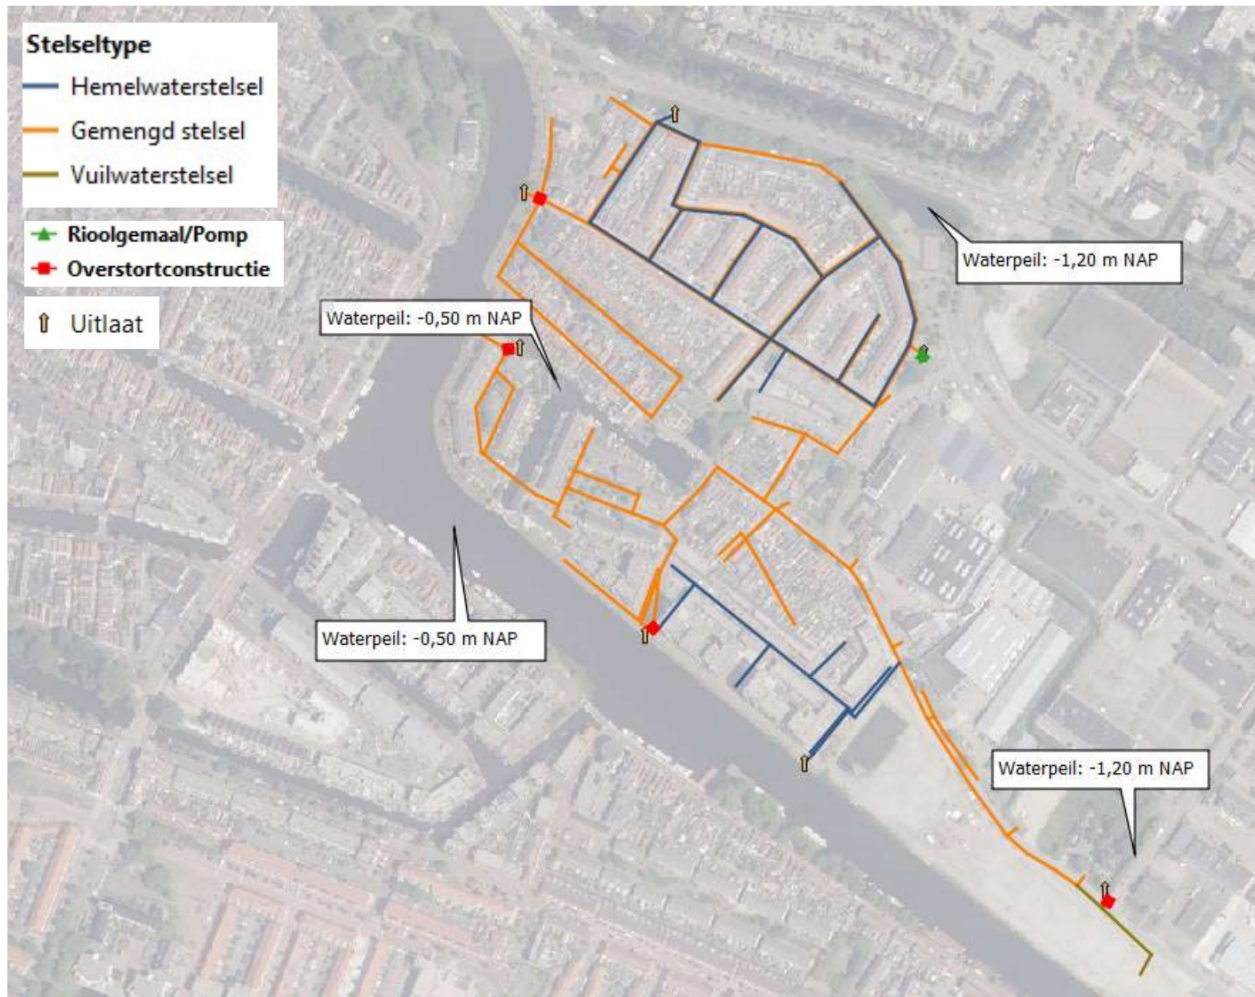 Stelseltype
Hemelwaterstelsel
Gemengd stelsel
Vuilwaterstelsel
Rioolgemaal/Pomp
Overstortconstructie
Uitlaat
Waterpeil: -1,20 m NAP
Waterpeil: -0,50 m NAP
Waterpeil: -0,50 m NAP
Waterpeil: -1,20 m NAP